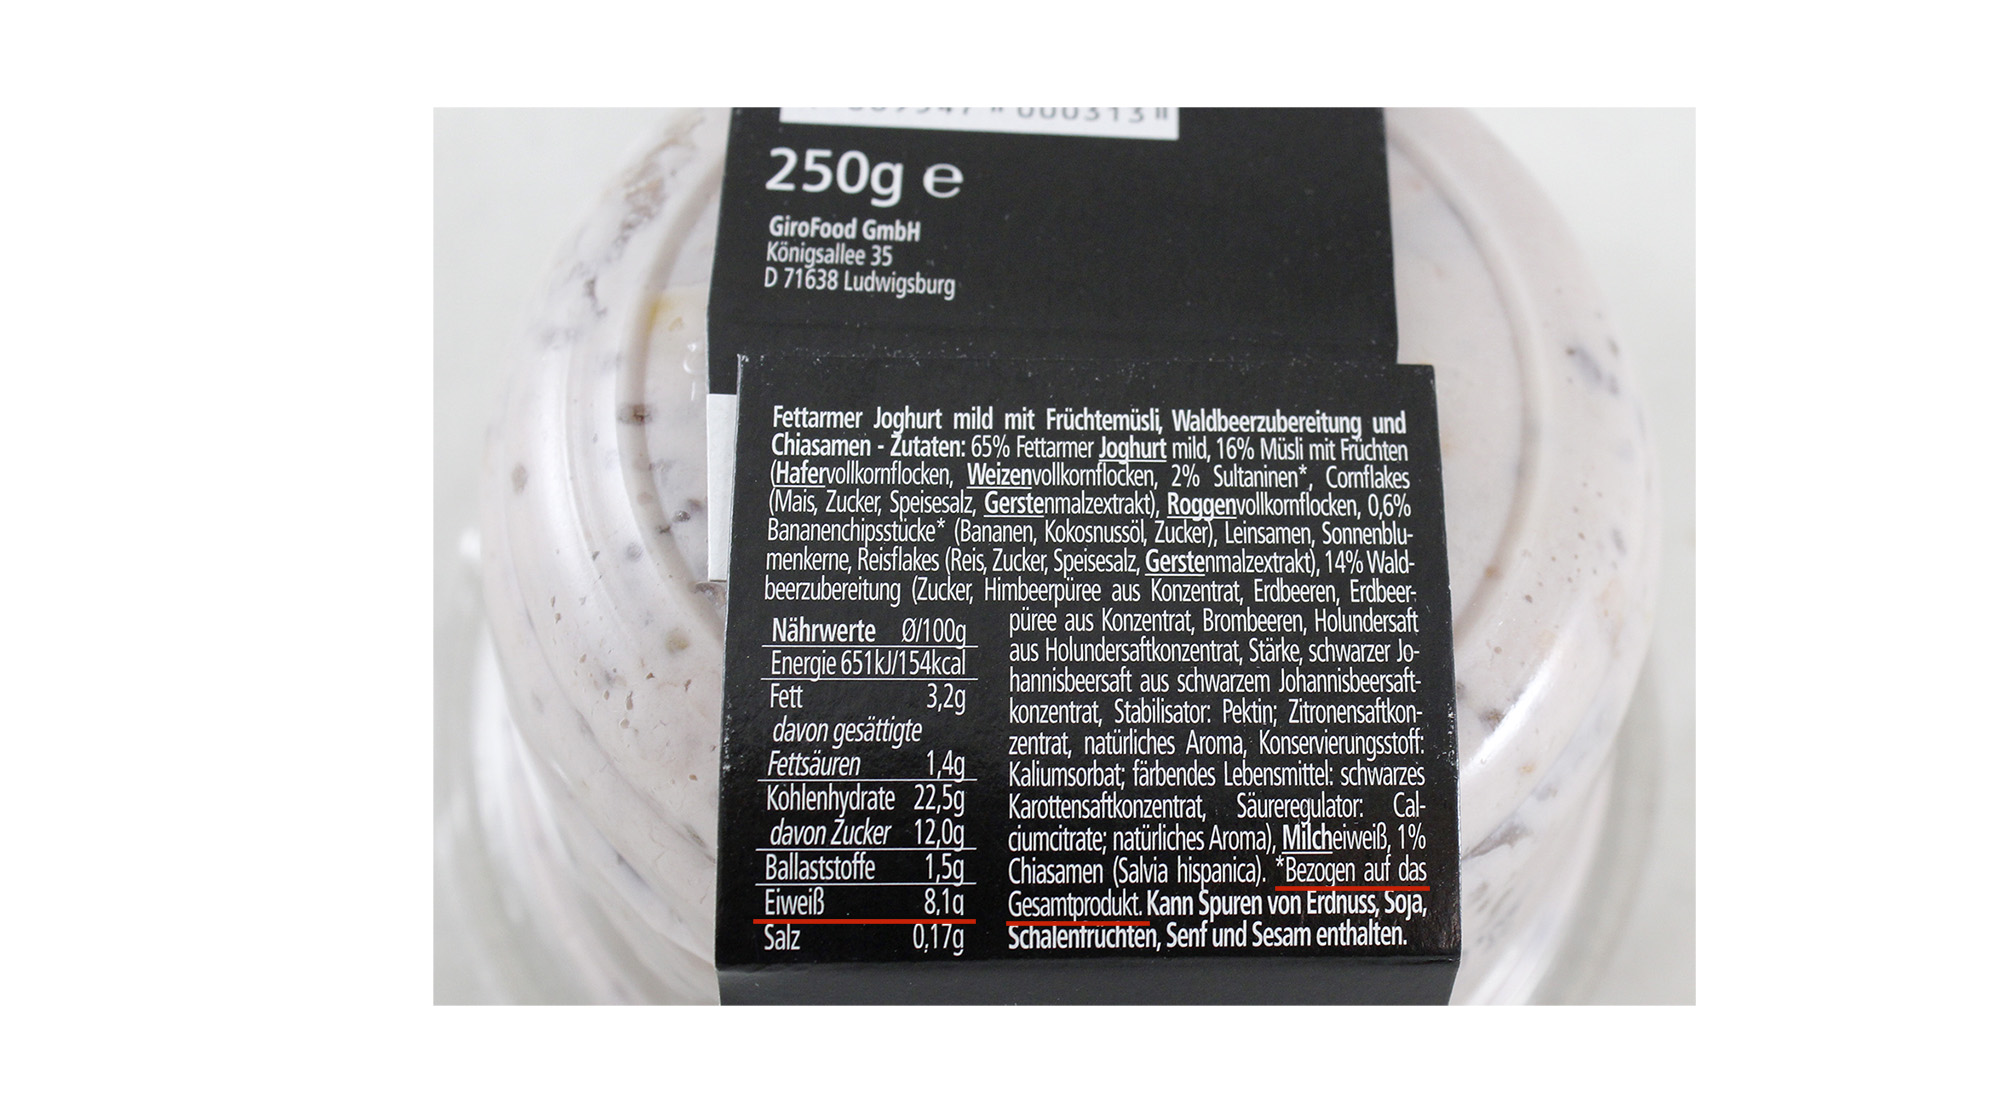 000313
250g ℮
GiroFood GmbH
Königsallee 35
D 71638 Ludwigsburg
Fettarmer Joghurt mild mit Früchtemüsli, Waldbeerzubereitung und
Chiasamen - Zutaten: 65% Fettarmer Joghurt mild, 16% Müsli mit Früchten
(Hafervollkornflocken, Weizenvollkornflocken, 2% Sultaninen*, Cornflakes
(Mais, Zucker, Speisesalz, Gerstenmalzextrakt), Roggenvollkornflocken, 0,6%
Bananenchipsstücke* (Bananen, Kokosnussöl, Zucker), Leinsamen, Sonnenblu-
menkerne, Reisflakes (Reis, Zucker, Speisesalz, Gerstenmalzextrakt), 14% Wald-
beerzubereitung (Zucker, Himbeerpüree aus Konzentrat, Erdbeeren, Erdbeer-
püree aus Konzentrat, Brombeeren, Holundersaft
aus Holundersaftkonzentrat, Stärke, schwarzer Jo-
hannisbeersaft aus schwarzem Johannisbeersaft-
konzentrat, Stabilisator: Pektin; Zitronensaftkon-
zentrat, natürliches Aroma, Konservierungsstoff:
Kaliumsorbat; färbendes Lebensmittel: schwarzes
Karottensaftkonzentrat, Säureregulator: Cal-
ciumcitrate; natürliches Aroma), Milcheiweiß, 1%
Chiasamen (Salvia hispanica). *Bezogen auf das
Gesamtprodukt. Kann Spuren von Erdnuss, Soja,
Schalenfrüchten, Senf und Sesam enthalten.
Nährwerte Ø/100g
Energie 651kJ/154kcal
Fett 3,2g
davon gesättigte
Fettsäuren 1,4g
Kohlenhydrate 22,5g
davon Zucker 12,0g
Ballaststoffe 1,5g
Eiweiß 8,1g
Salz 0,17g